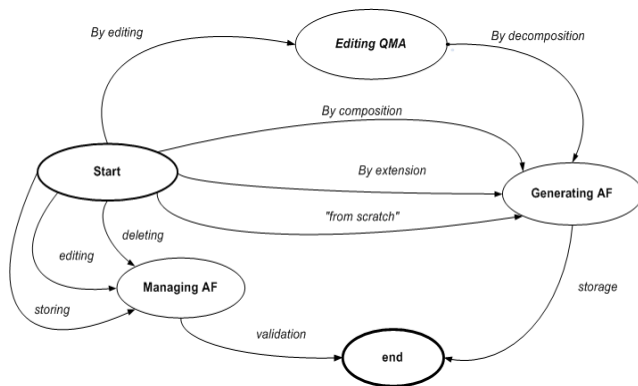 By editing
Editing QMA
By decomposition
By composition
Start
By extension
Generating AF
"from scratch"
deleting
editing
Managing AF
storing
storage
validation
end